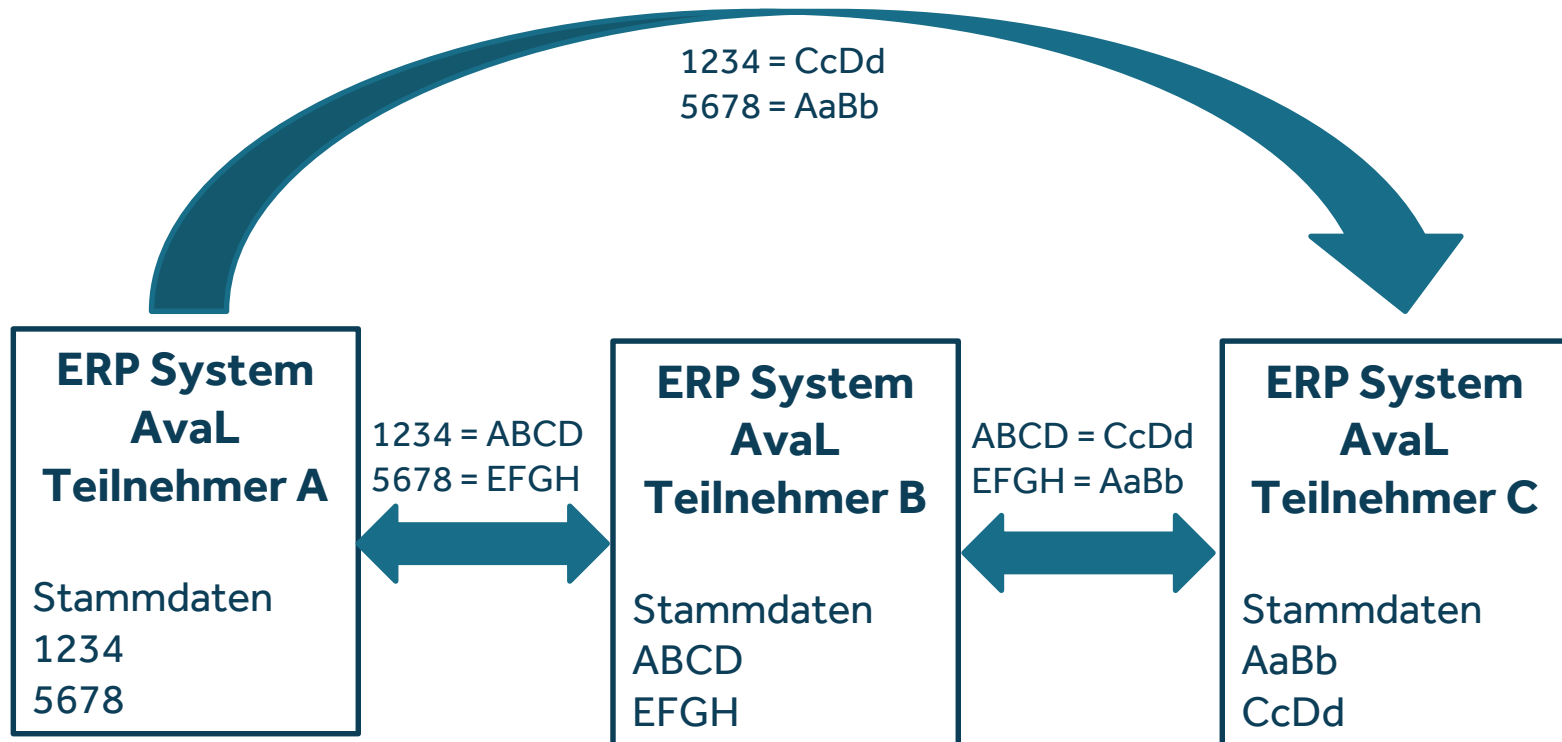 1234 = CcDd
5678 = AaBb
ERP System
AvaL
Teilnehmer A
Stammdaten
1234
5678
1234 = ABCD
5678 = EFGH
ERP System
AvaL
Teilnehmer B
Stammdaten
ABCD
EFGH
ABCD = CcDd
EFGH = AaBb
ERP System
AvaL
Teilnehmer C
Stammdaten
AaBb
CcDd